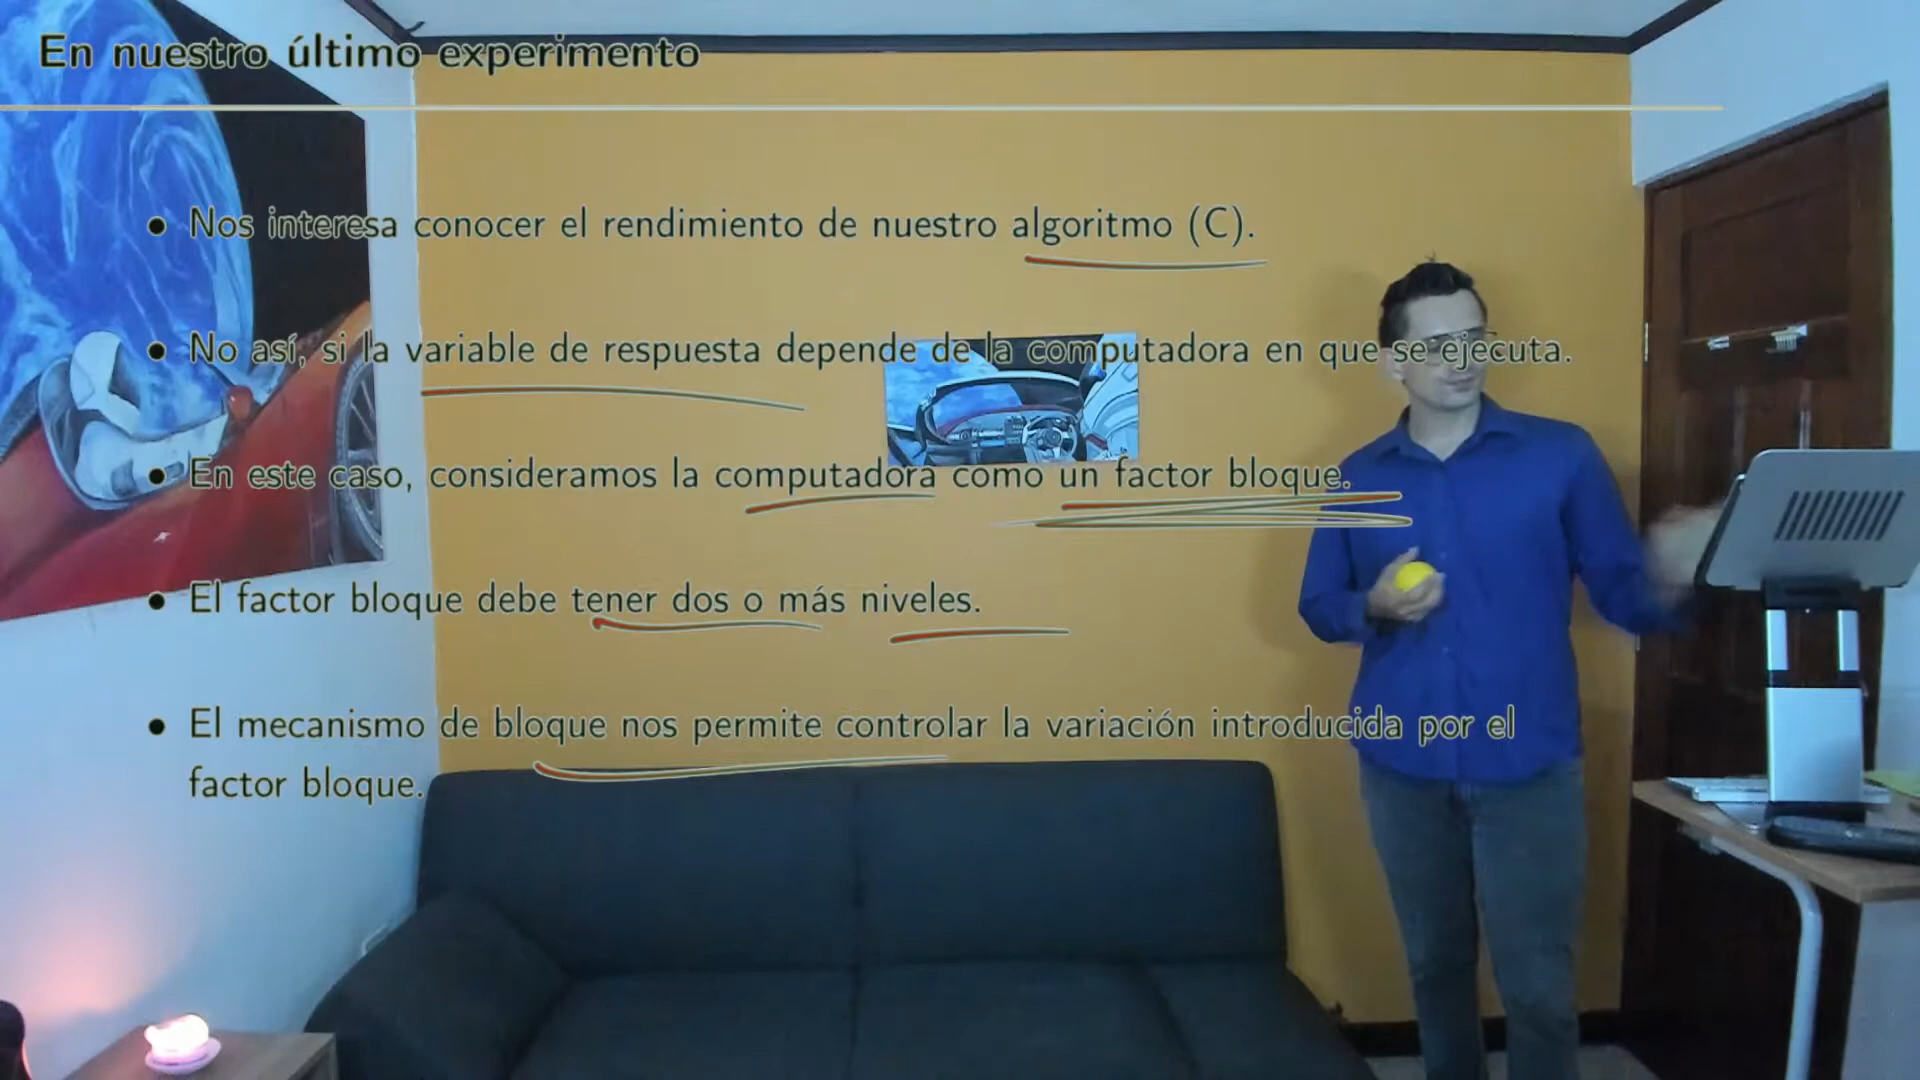 En nuestro último experimento
• Nos interesa conocer el rendimiento de nuestro algoritmo (C).
• No así, si la variable de respuesta depende de la computadora en que se ejecuta.
• En este caso, consideramos la computadora como un factor bloque.
• El factor bloque debe tener dos o más niveles.
• El mecanismo de bloque nos permite controlar la variación introducida por el
factor bloque.